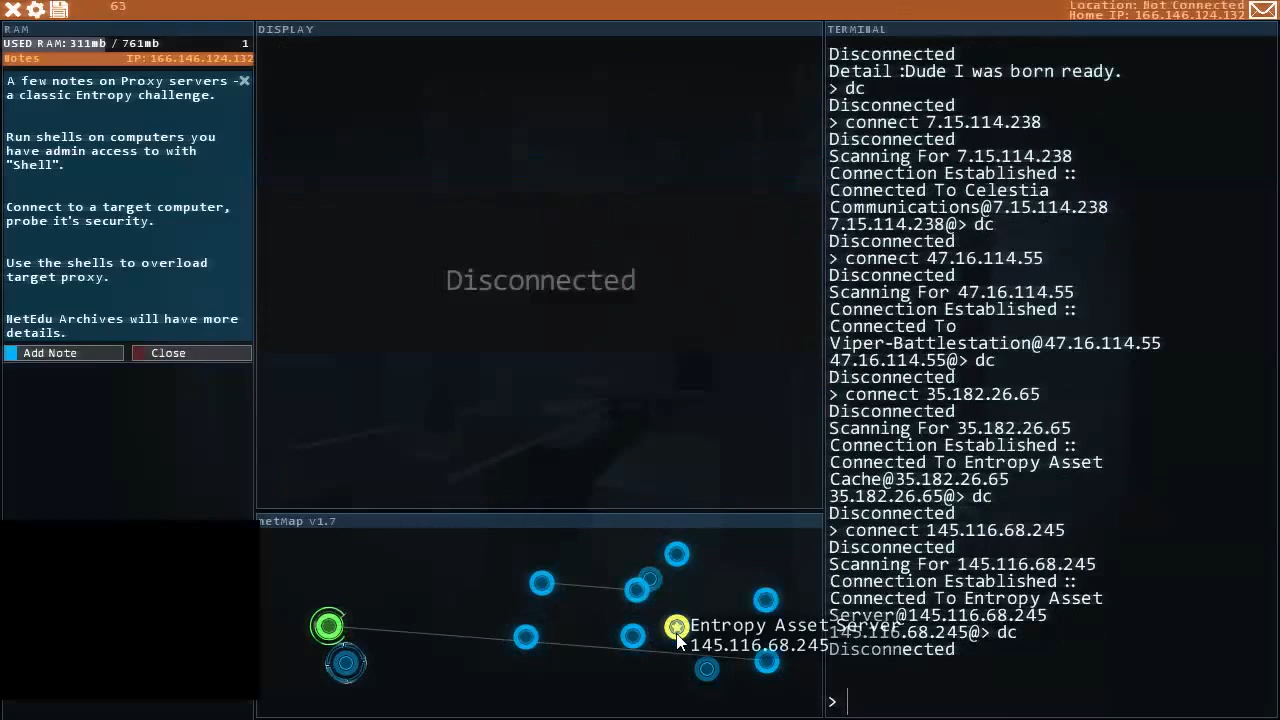 63
Location: Not Connected
Home IP: 166.146.124.132
RAM
USED RAM: 311mb / 761mb 1
Notes IP: 166.146.124.132
A few notes on Proxy servers -
a classic Entropy challenge.
Run shells on computers you
have admin access to with
"Shell".
Connect to a target computer,
probe it's security.
Use the shells to overload
target proxy.
NetEdu Archives will have more
details.
Add Note
Close
DISPLAY
Disconnected
netMap v1.7
Entropy Asset Server
145.116.68.245
TERMINAL
Disconnected
Detail :Dude I was born ready.
> dc
Disconnected
> connect 7.15.114.238
Disconnected
Scanning For 7.15.114.238
Connection Established ::
Connected To Celestia
Communications@7.15.114.238
7.15.114.238@> dc
Disconnected
> connect 47.16.114.55
Disconnected
Scanning For 47.16.114.55
Connection Established ::
Connected To
Viper-Battlestation@47.16.114.55
47.16.114.55@> dc
Disconnected
> connect 35.182.26.65
Disconnected
Scanning For 35.182.26.65
Connection Established ::
Connected To Entropy Asset
Cache@35.182.26.65
35.182.26.65@> dc
Disconnected
> connect 145.116.68.245
Disconnected
Scanning For 145.116.68.245
Connection Established ::
Connected To Entropy Asset
Server@145.116.68.245
145.116.68.245@> dc
Disconnected
>